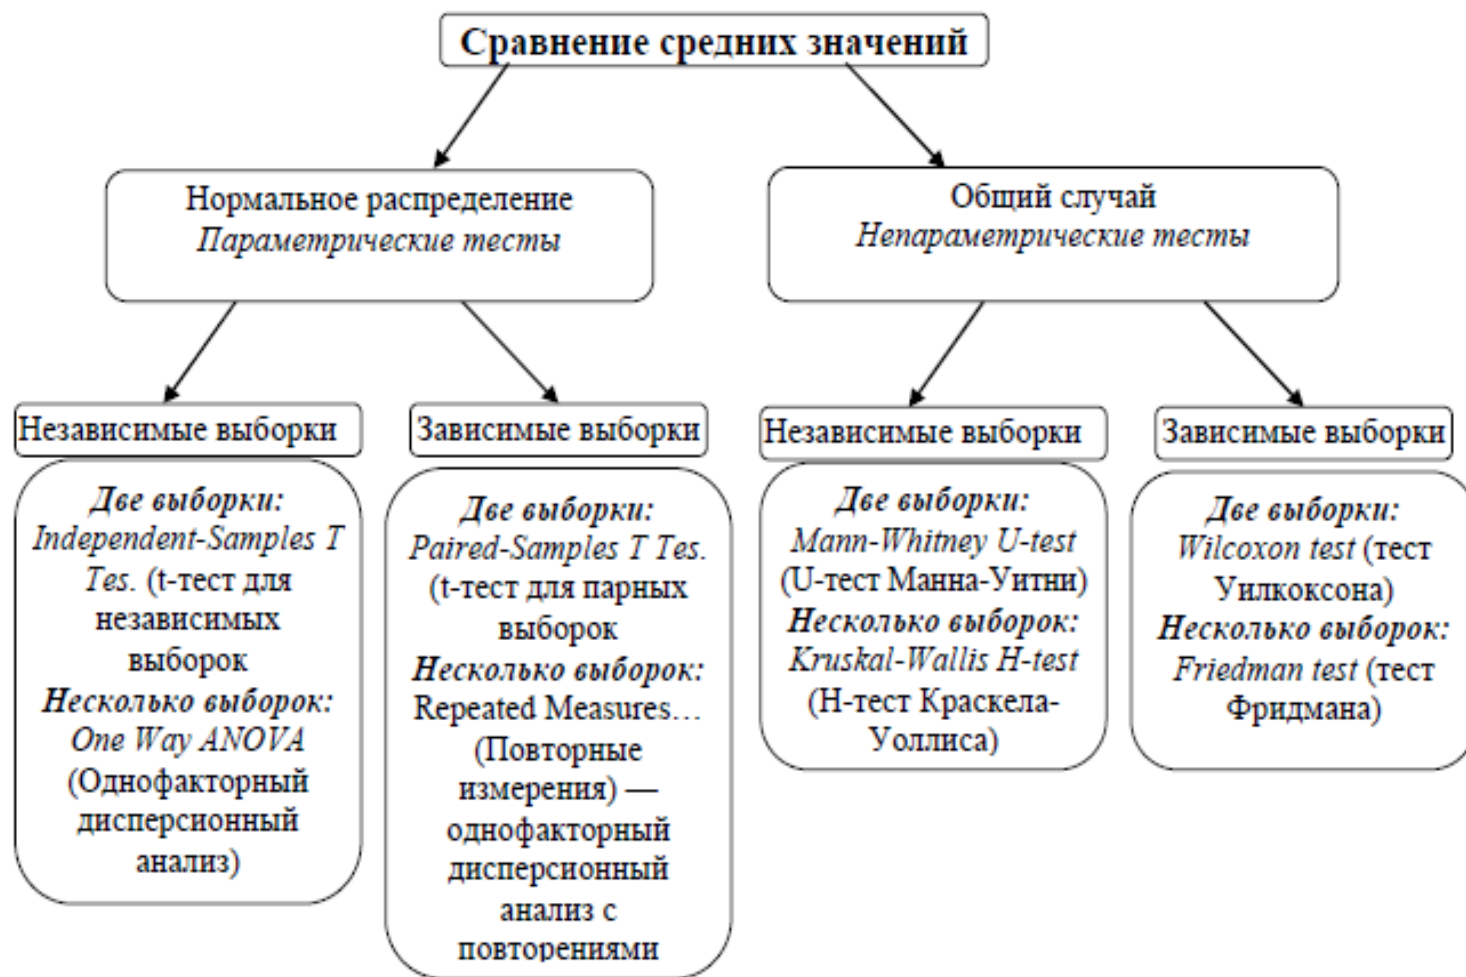 Сравнение средних значений
Нормальное распределение
Параметрические тесты
Общий случай
Непараметрические тесты
Независимые выборки
Две выборки:
Independent-Samples T
Tes. (t-тест для
независимых
выборок
Несколько выборок:
One Way ANOVA
(Однофакторный
дисперсионный
анализ)
Зависимые выборки
Две выборки:
Paired-Samples T Tes.
(t-тест для парных
выборок
Несколько выборок:
Repeated Measures…
(Повторные
измерения) —
однофакторный
дисперсионный
анализ с
повторениями
Независимые выборки
Две выборки:
Mann-Whitney U-test
(U-тест Манна-Уитни)
Несколько выборок:
Kruskal-Wallis H-test
(Н-тест Краскела-
Уоллиса)
Зависимые выборки
Две выборки:
Wilcoxon test (тест
Уилкоксона)
Несколько выборок:
Friedman test (тест
Фридмана)